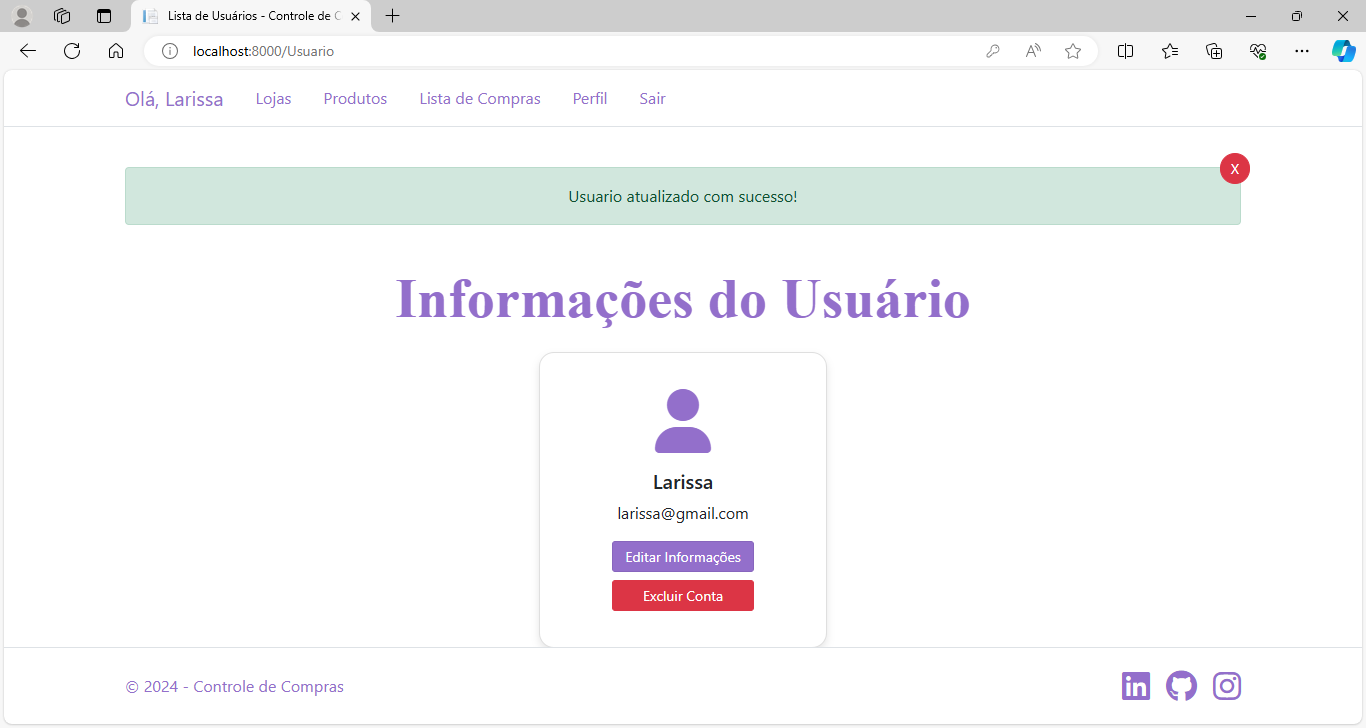 Lista de Usuários - Controle de C
localhost:8000/Usuario
Olá, Larissa Lojas Produtos Lista de Compras Perfil Sair
X
Usuario atualizado com sucesso!
Informações do Usuário
Larissa
larissa@gmail.com
Editar Informações
Excluir Conta
© 2024 - Controle de Compras